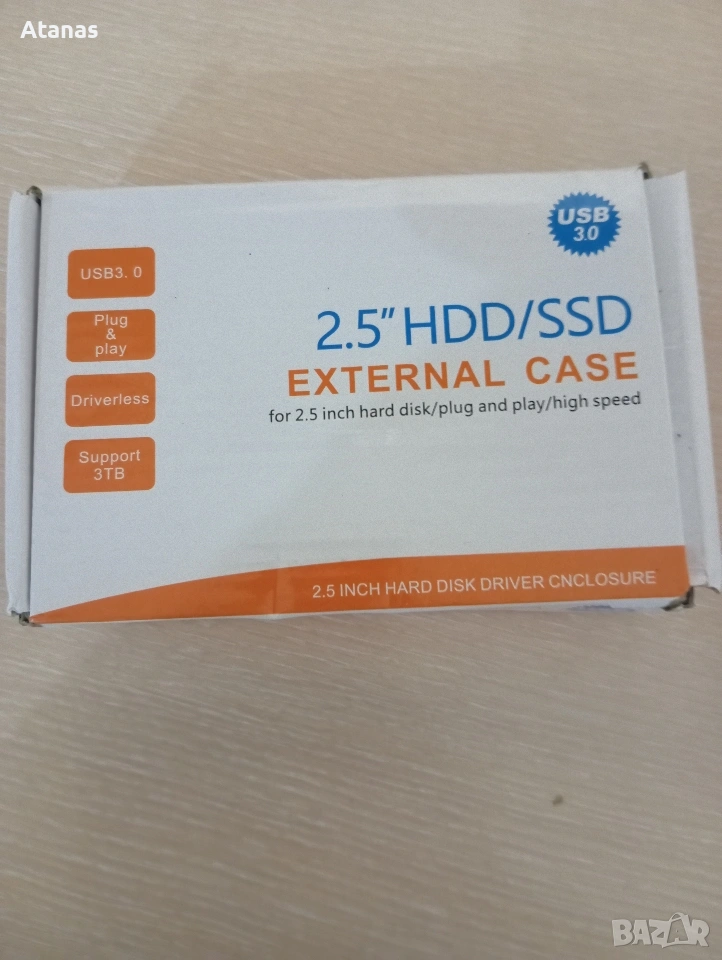 Atanas
USB
3.0
USB3. 0
Plug
&
play
Driverless
Support
3TB
2.5" HDD/SSD
EXTERNAL CASE
for 2.5 inch hard disk/plug and play/high speed
2.5 INCH HARD DISK DRIVER CNCLOSURE
BAZAR